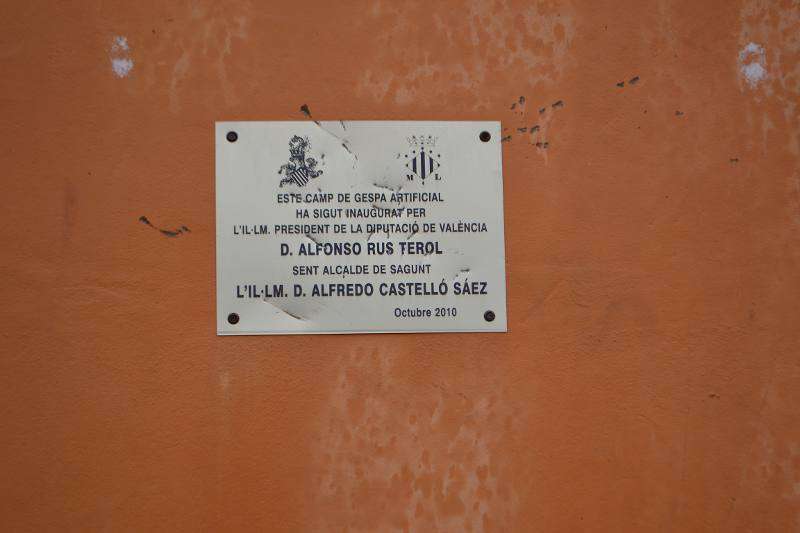 M L
ESTE CAMP DE GESPA ARTIFICIAL
HA SIGUT INAUGURAT PER
L'IL·LM. PRESIDENT DE LA DIPUTACIÓ DE VALÈNCIA
D. ALFONSO RUS TEROL
SENT ALCALDE DE SAGUNT
L'IL·LM. D. ALFREDO CASTELLÓ SÁEZ
Octubre 2010